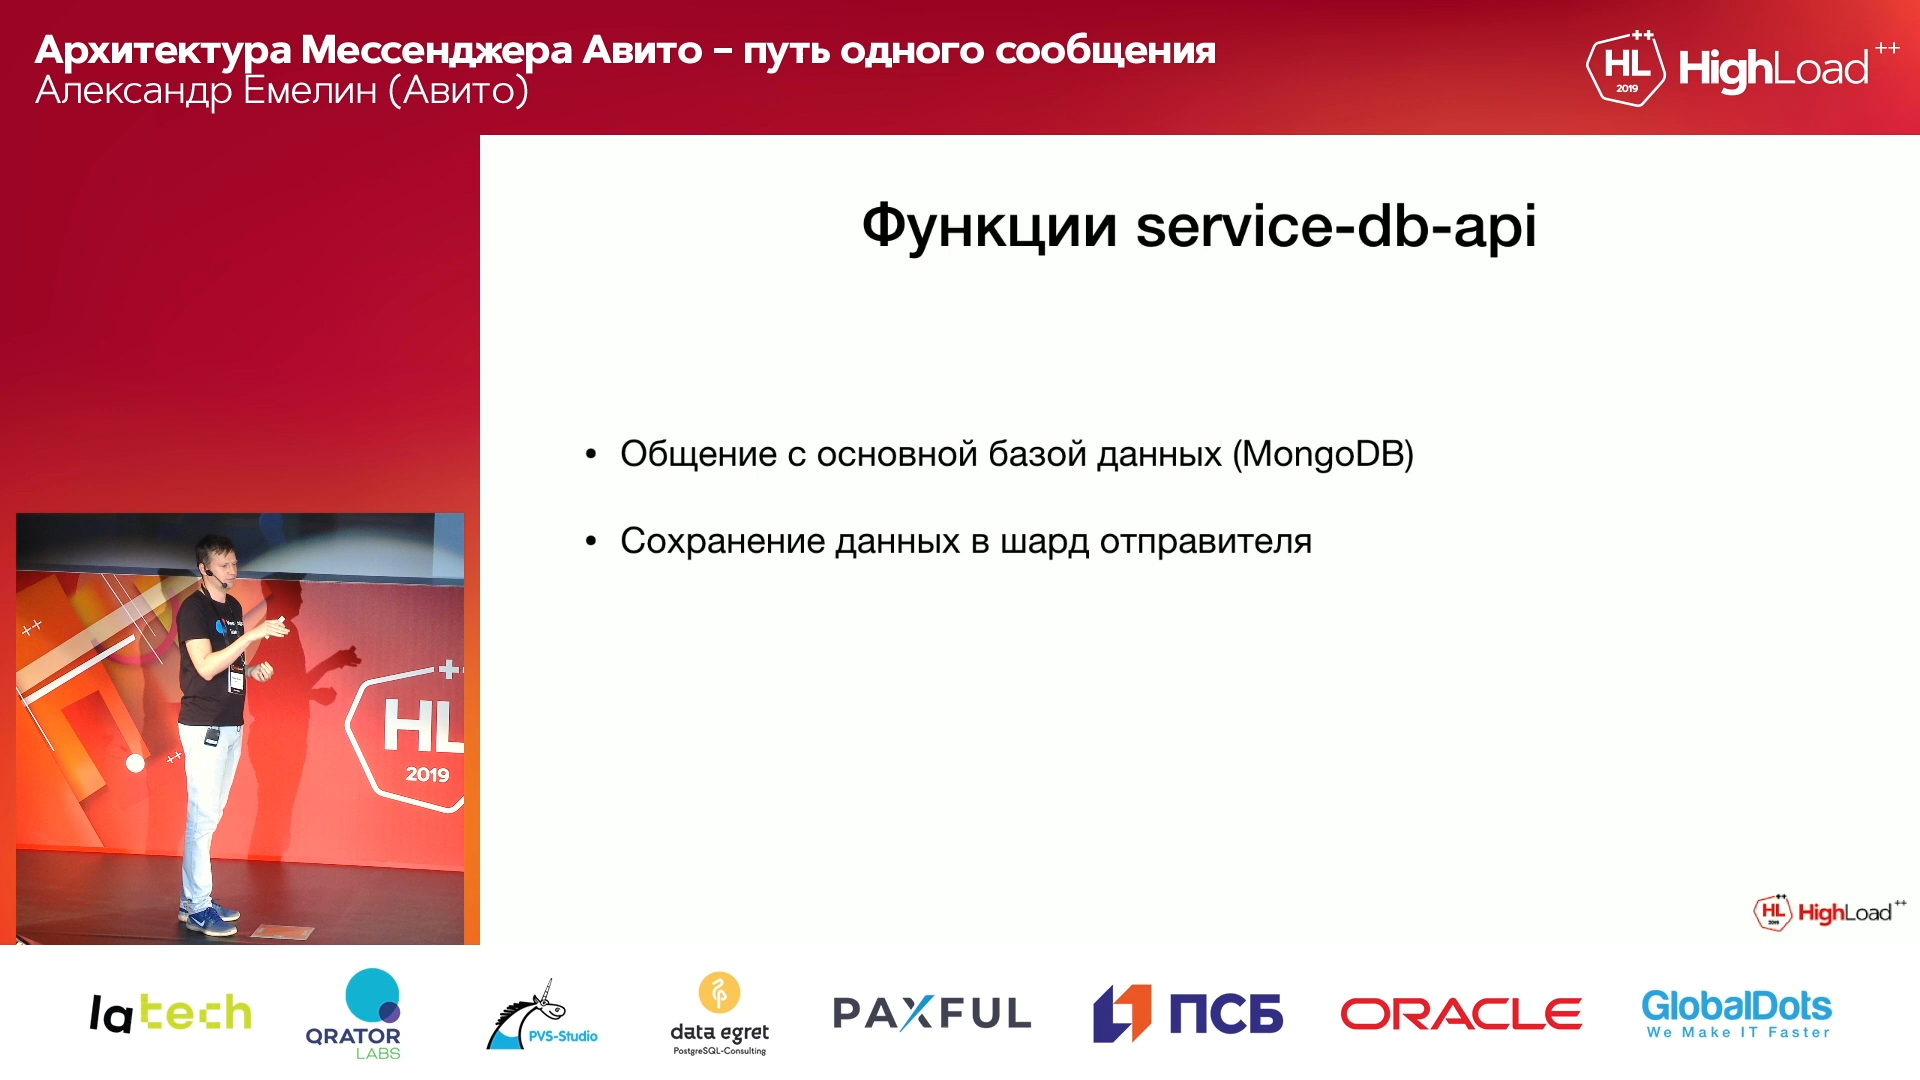 Архитектура Мессенджера Авито – путь одного сообщения
Александр Емелин (Авито)
HL
++
2019
HighLoad++
Функции service-db-api
• Общение с основной базой данных (MongoDB)
• Сохранение данных в шард отправителя
++
++
HL
2019
HL
++
2019
HighLoad++
latech
QRATOR
LABS
PVS-Studio
data egret
PostgreSQL-Consulting
PAXFUL
ПСБ
ORACLE
GlobalDots
We Make IT Faster